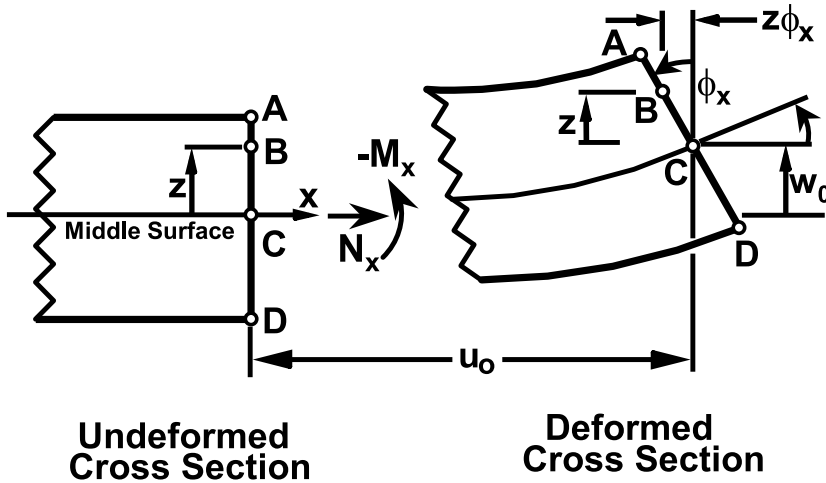 zϕx
A
ϕx
B
z
C
w0
D
A
B
z
x
Middle Surface
C
D
-Mx
Nx
uo
Undeformed
Cross Section
Deformed
Cross Section